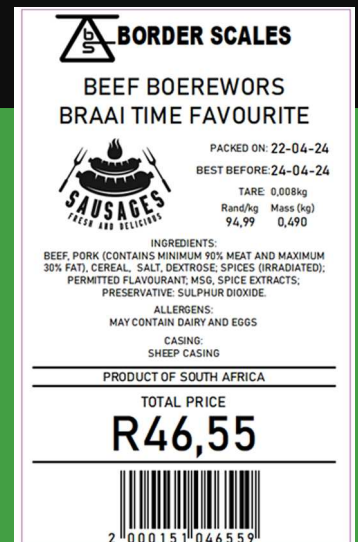 abs
BORDER SCALES
BEEF BOEREWORS
BRAAI TIME FAVOURITE
PACKED ON: 22-04-24
BEST BEFORE:24-04-24
TARE: 0,008kg
Rand/kg Mass (kg)
94,99 0,490
SAUSAGES
FRESH AND DELICIOUS
INGREDIENTS:
BEEF, PORK (CONTAINS MINIMUM 90% MEAT AND MAXIMUM
30% FAT), CEREAL, SALT, DEXTROSE; SPICES (IRRADIATED);
PERMITTED FLAVOURANT; MSG, SPICE EXTRACTS;
PRESERVATIVE: SULPHUR DIOXIDE.
ALLERGENS:
MAY CONTAIN DAIRY AND EGGS
CASING:
SHEEP CASING
PRODUCT OF SOUTH AFRICA
TOTAL PRICE
R46,55
2 000151 046559